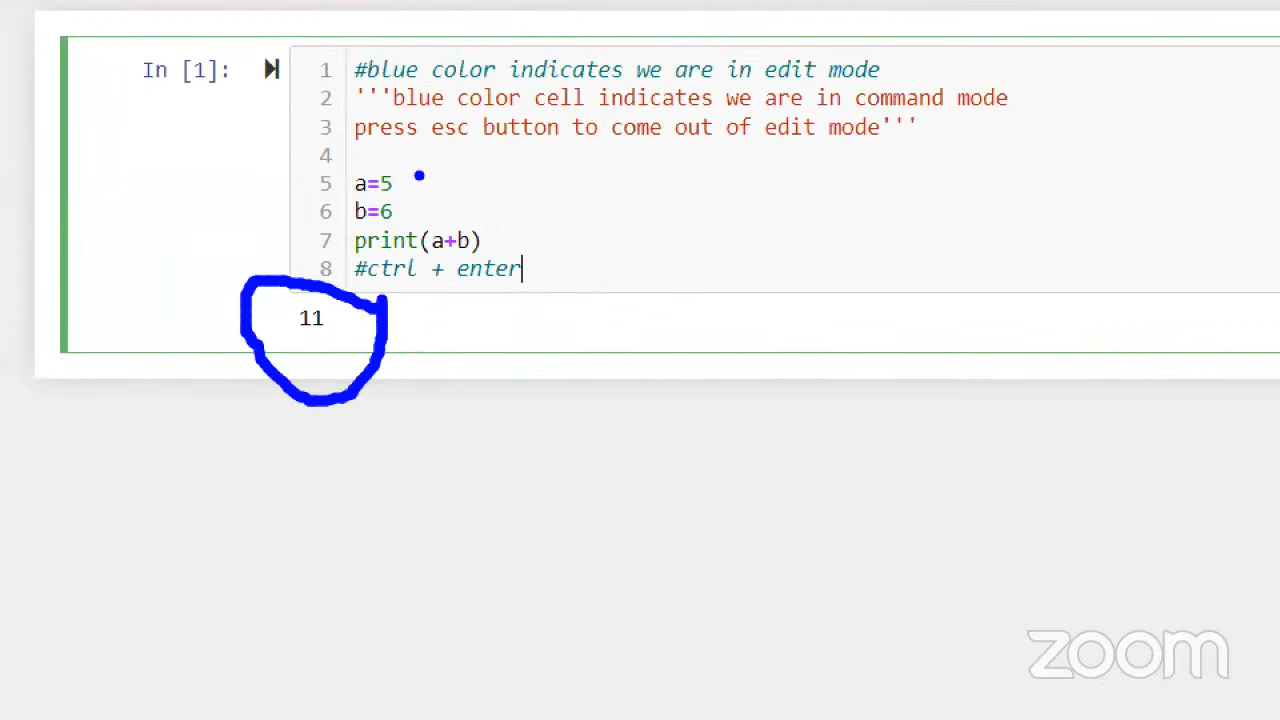 In [1]:
1 #blue color indicates we are in edit mode
2 '''blue color cell indicates we are in command mode
3 press esc button to come out of edit mode'''
4
5 a=5
6 b=6
7 print(a+b)
8 #ctrl + enter
11
zoom